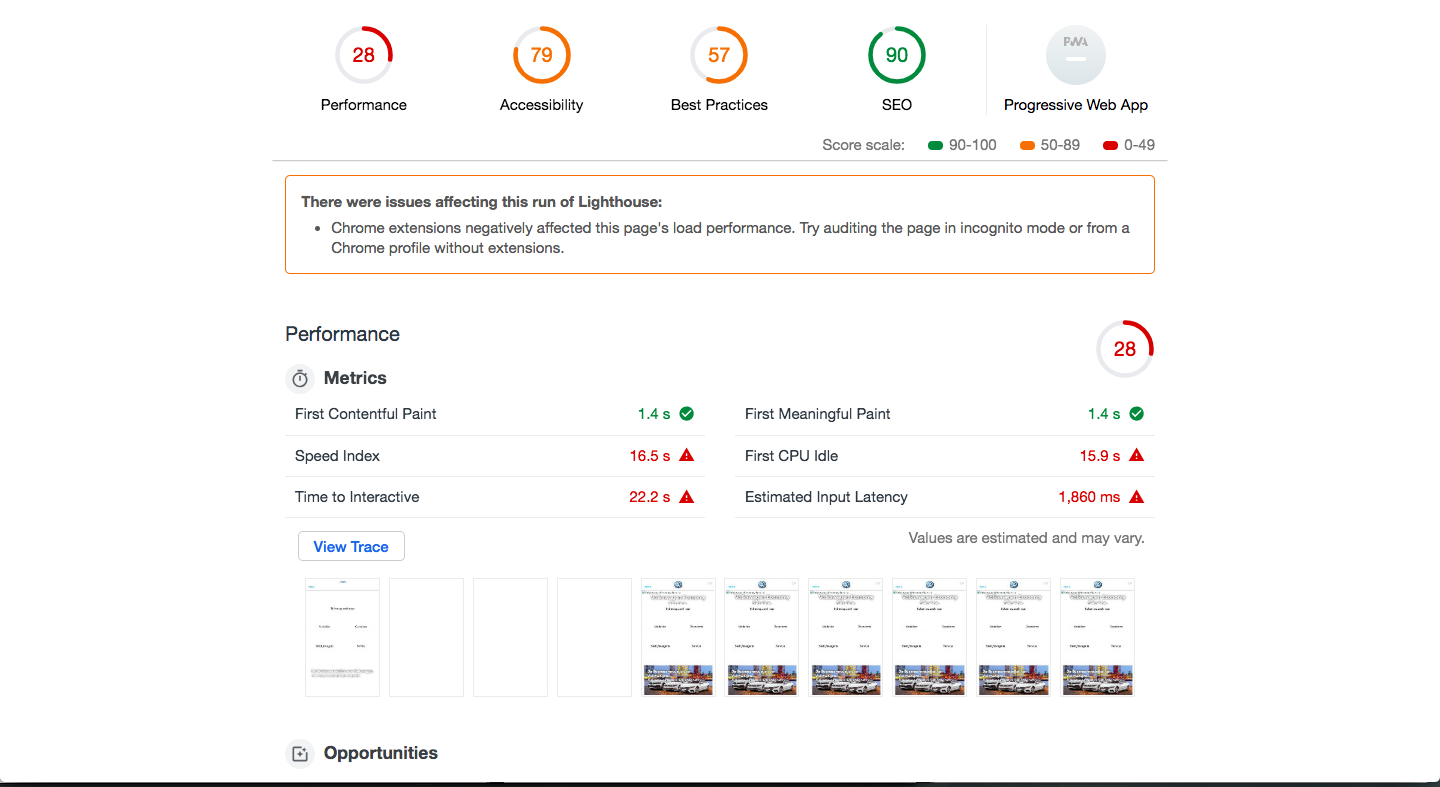 28
79
57
90
PWA
Performance
Accessibility
Best Practices
SEO
Progressive Web App
Score scale: 90-100 50-89 0-49
There were issues affecting this run of Lighthouse:
• Chrome extensions negatively affected this page's load performance. Try auditing the page in incognito mode or from a
Chrome profile without extensions.
Performance
28
Metrics
First Contentful Paint 1.4 s
First Meaningful Paint 1.4 s
Speed Index 16.5 s
First CPU Idle 15.9 s
Time to Interactive 22.2 s
Estimated Input Latency 1,860 ms
View Trace
Values are estimated and may vary.
Opportunities